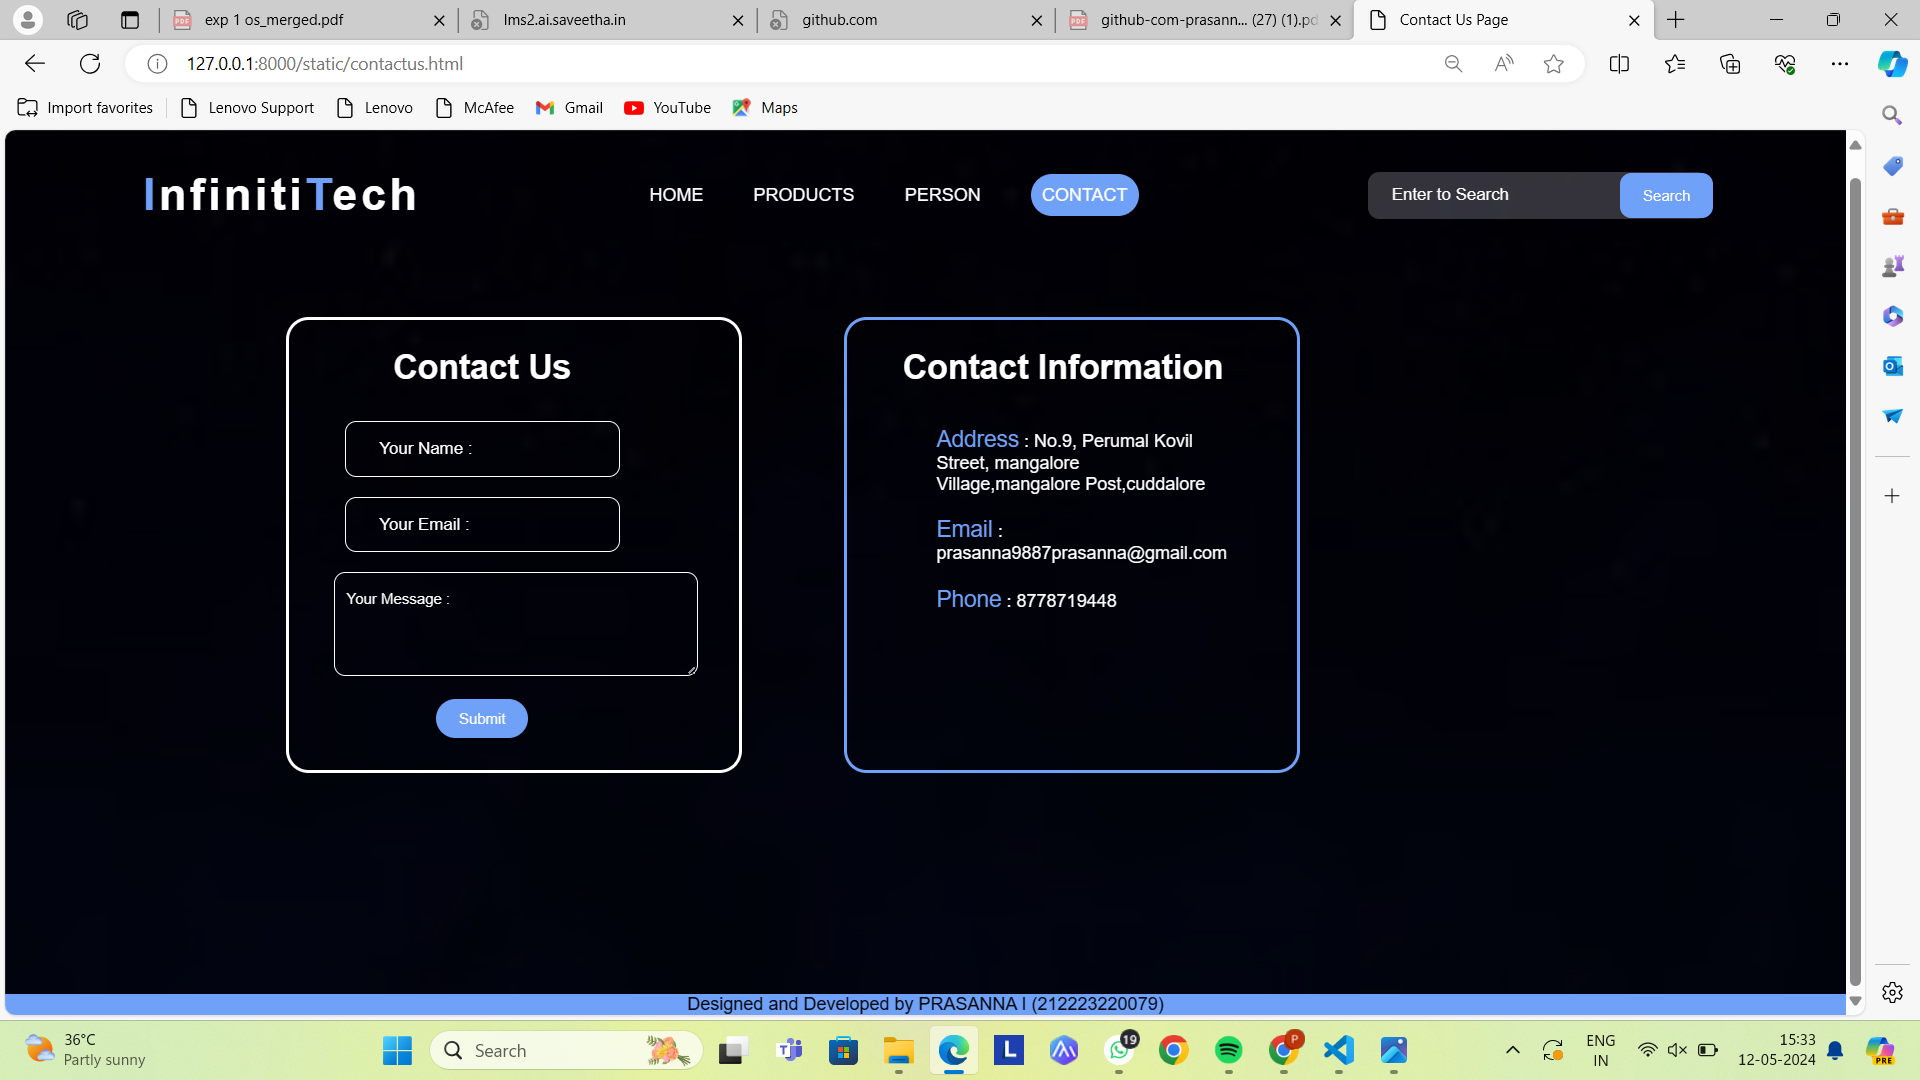 exp 1 os_merged.pdf
lms2.ai.saveetha.in
github.com
github-com-prasann... (27) (1).pd
Contact Us Page
127.0.0.1:8000/static/contactus.html
Import favorites
Lenovo Support
Lenovo
McAfee
Gmail
YouTube
Maps
InfinitiTech
HOME
PRODUCTS
PERSON
CONTACT
Enter to Search
Search
Contact Us
Your Name :
Your Email :
Your Message :
Submit
Contact Information
Address : No.9, Perumal Kovil
Street, mangalore
Village,mangalore Post,cuddalore
Email :
prasanna9887prasanna@gmail.com
Phone : 8778719448
Designed and Developed by PRASANNA I (212223220079)
36°C
Partly sunny
Search
19
P
ENG
IN
15:33
12-05-2024
PRE